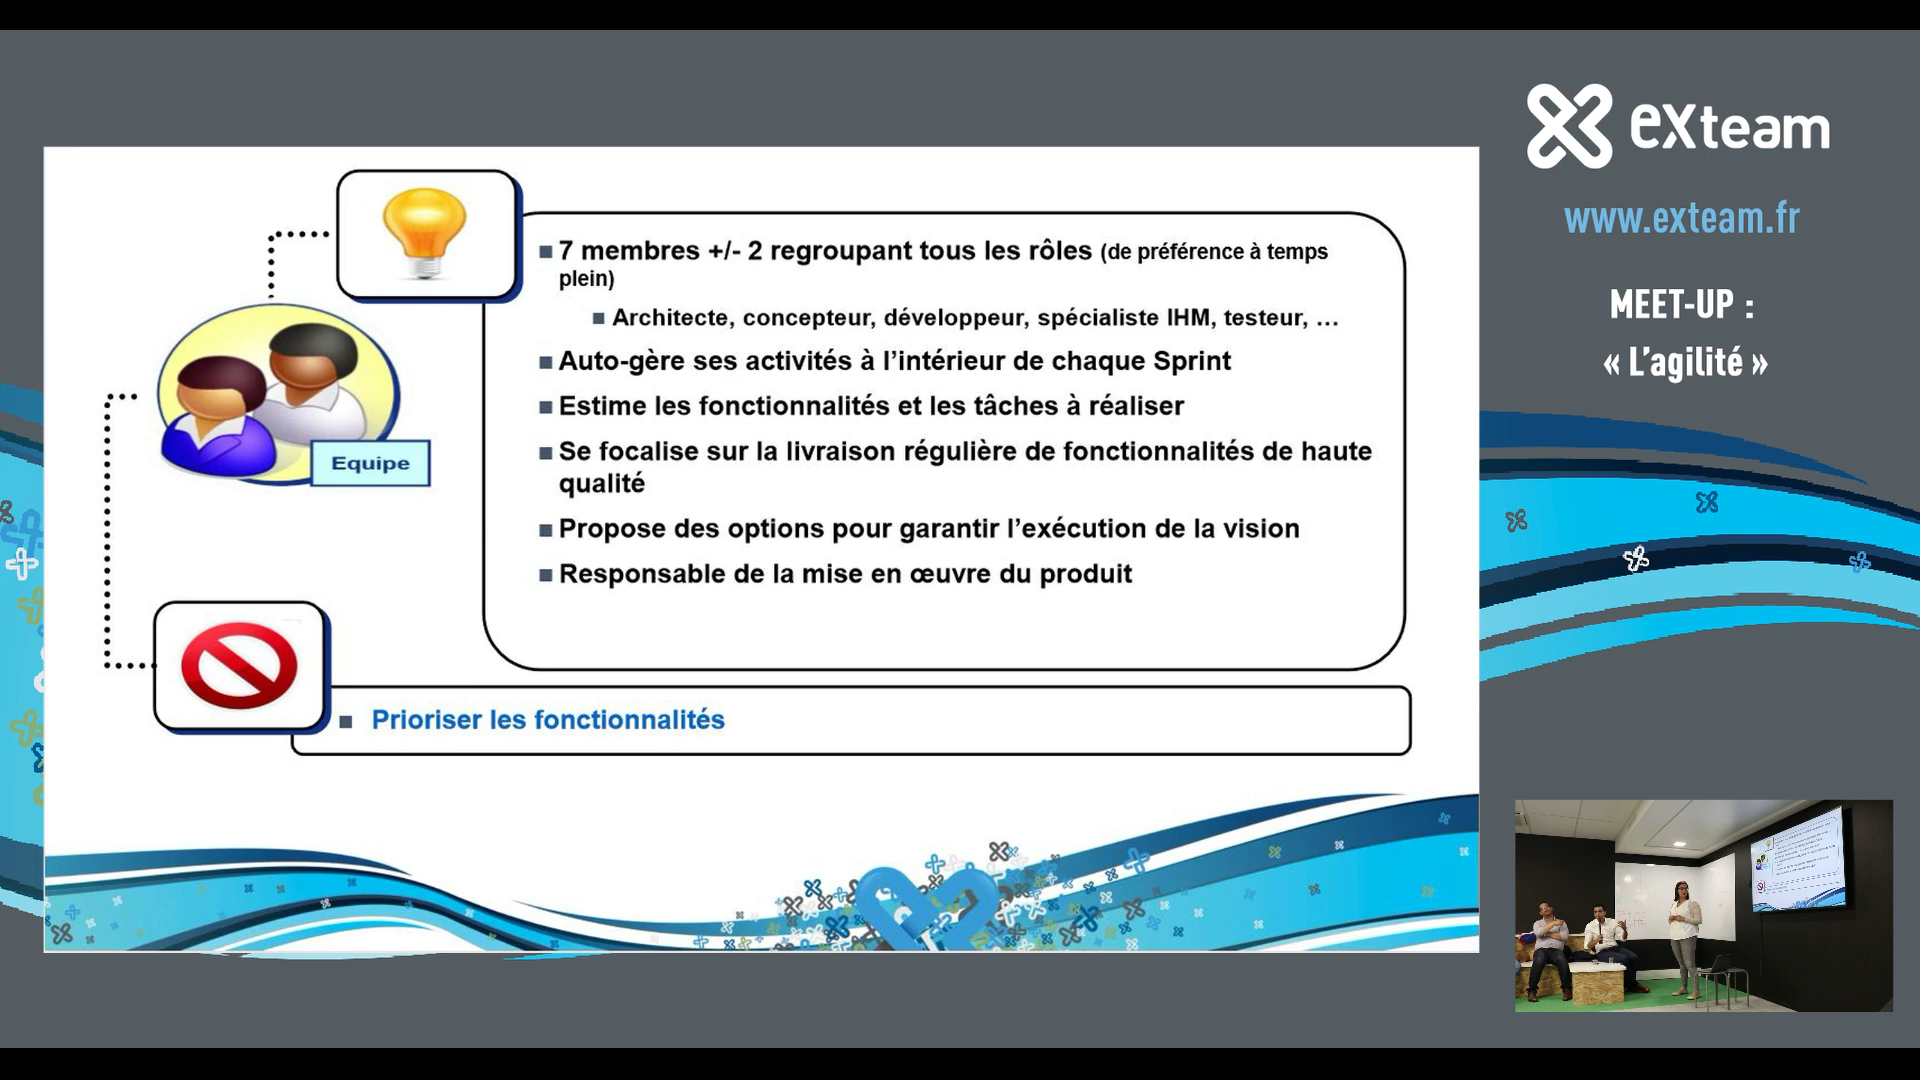 7 membres +/- 2 regroupant tous les rôles (de préférence à temps
plein)
Architecte, concepteur, développeur, spécialiste IHM, testeur, …
Auto-gère ses activités à l’intérieur de chaque Sprint
Estime les fonctionnalités et les tâches à réaliser
Se focalise sur la livraison régulière de fonctionnalités de haute
qualité
Propose des options pour garantir l’exécution de la vision
Responsable de la mise en œuvre du produit
Equipe
Prioriser les fonctionnalités
exteam
www.exteam.fr
MEET-UP :
« L’agilité »